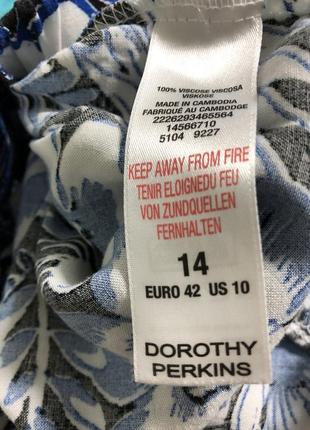 100% VISCOSE VISCOSA
VISKOSE
MADE IN CAMBODIA
FABRIQUÉ AU CAMBODGE
2226293465564
14566710
5104 9227
KEEP AWAY FROM FIRE
TENIR ELOIGNEDU FEU
VON ZUNDQUELLEN
FERNHALTEN
14
EURO 42 US 10
DOROTHY
PERKINS